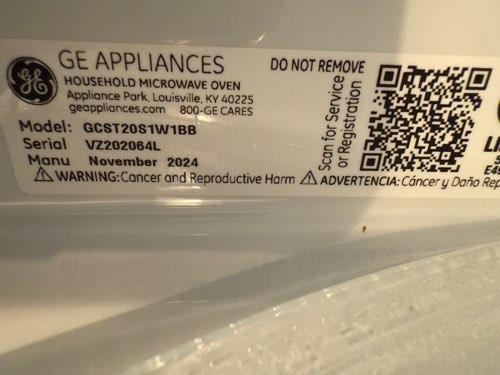 GE
GE APPLIANCES
HOUSEHOLD MICROWAVE OVEN
Appliance Park, Louisville, KY 40225
geappliances.com 800-GE CARES
Model: GCST20S1W1BB
Serial VZ202064L
Manu November 2024
⚠ WARNING: Cancer and Reproductive Harm ⚠ ADVERTENCIA: Cáncer y Daño Rep
DO NOT REMOVE
Scan for Service
or Registration